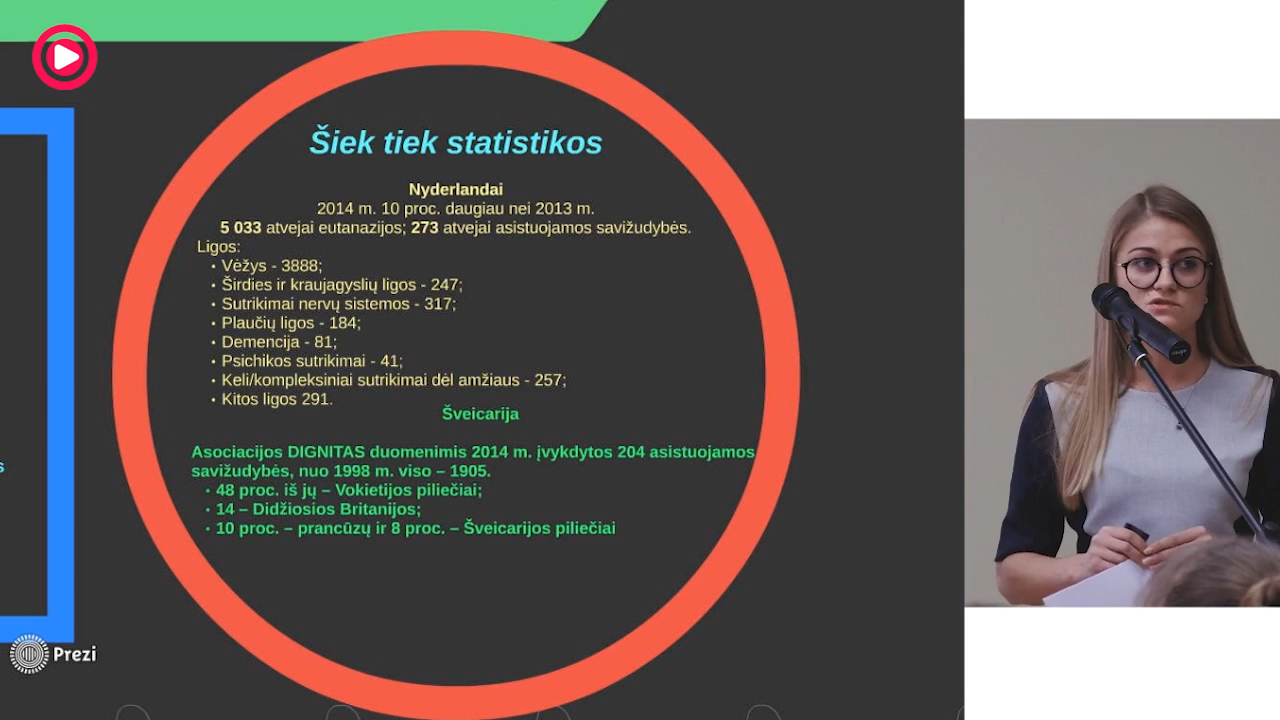 Šiek tiek statistikos
Nyderlandai
2014 m. 10 proc. daugiau nei 2013 m.
5 033 atvejai eutanazijos; 273 atvejai asistuojamos savižudybės.
Ligos:
• Vėžys - 3888;
• Širdies ir kraujagyslių ligos - 247;
• Sutrikimai nervų sistemos - 317;
• Plaučių ligos - 184;
• Demencija - 81;
• Psichikos sutrikimai - 41;
• Keli/kompleksiniai sutrikimai dėl amžiaus - 257;
• Kitos ligos 291.
Šveicarija
Asociacijos DIGNITAS duomenimis 2014 m. įvykdytos 204 asistuojamos
savižudybės, nuo 1998 m. viso – 1905.
• 48 proc. iš jų – Vokietijos piliečiai;
• 14 – Didžiosios Britanijos;
• 10 proc. – prancūzų ir 8 proc. – Šveicarijos piliečiai
s
Prezi